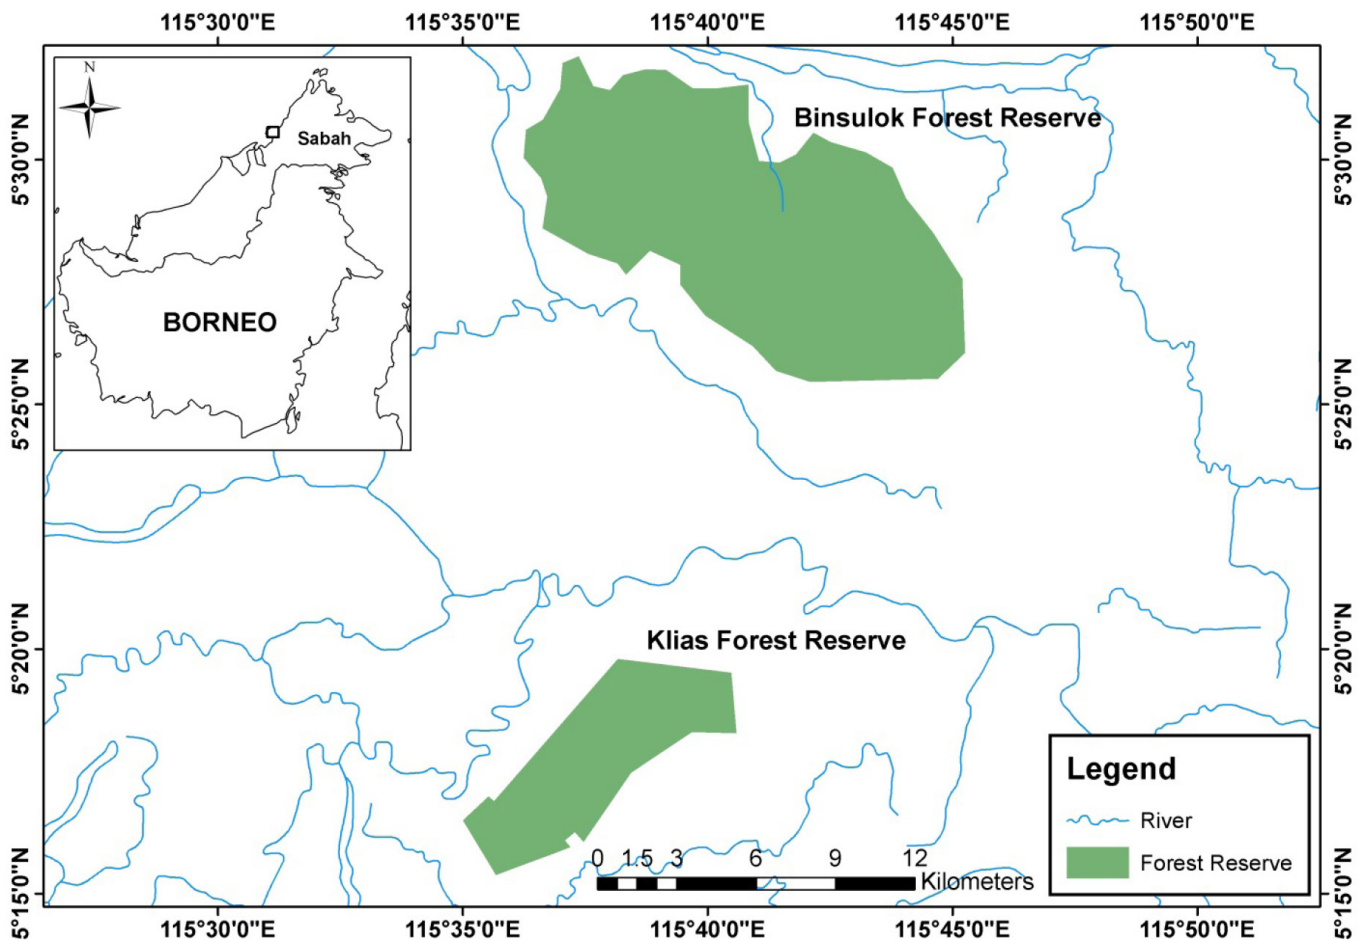 115°30'0"E 115°35'0"E 115°40'0"E 115°45'0"E 115°50'0"E
N
Sabah
BORNEO
Binsulok Forest Reserve
5°30'0"N 5°30'0"N
5°25'0"N 5°25'0"N
5°20'0"N 5°20'0"N
5°15'0"N 5°15'0"N
Klias Forest Reserve
0 1.5 3 6 9 12
Kilometers
Legend
River
Forest Reserve
115°30'0"E 115°35'0"E 115°40'0"E 115°45'0"E 115°50'0"E